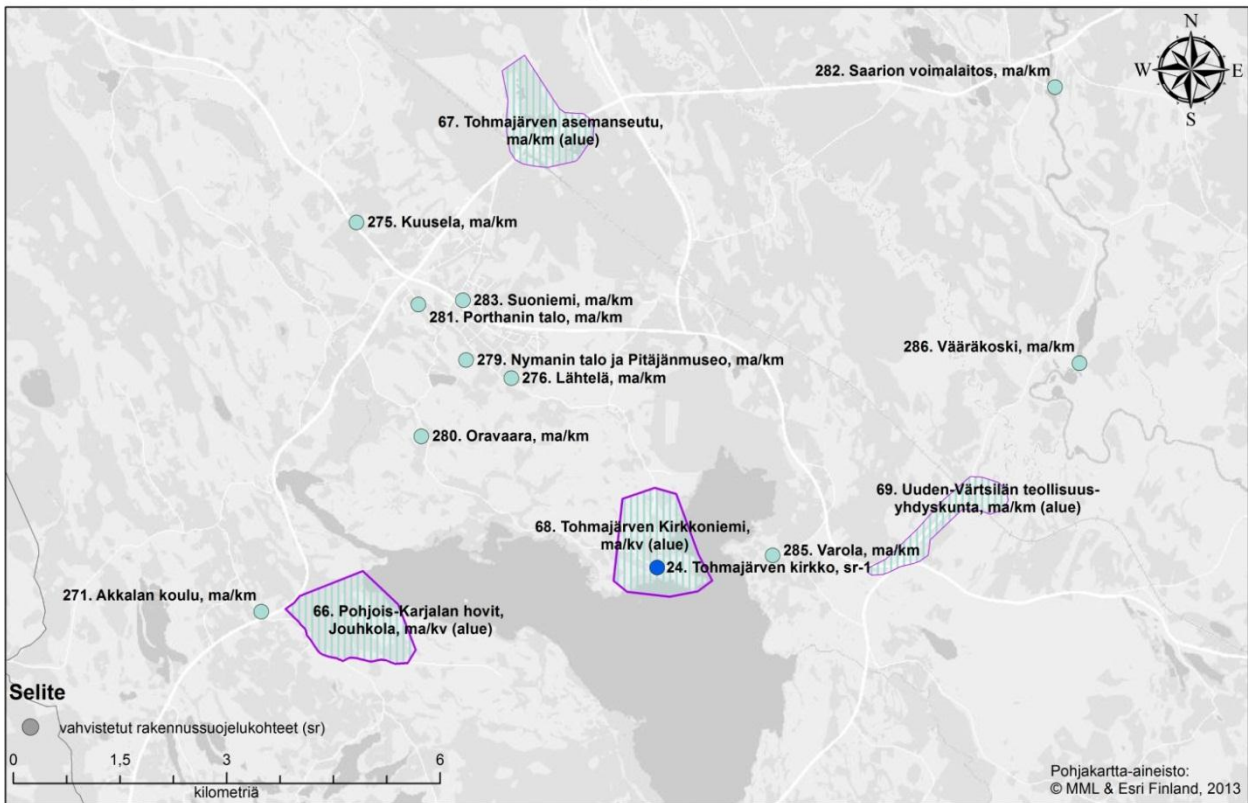 N
W
E
S
282. Saarion voimalaitos, ma/km
67. Tohmajärven asemanseutu,
ma/km (alue)
275. Kuusela, ma/km
283. Suoniemi, ma/km
281. Porthanin talo, ma/km
279. Nymanin talo ja Pitäjänmuseo, ma/km
286. Vääräkoski, ma/km
276. Lähtelä, ma/km
280. Oravaara, ma/km
69. Uuden-Värtsilän teollisuus-
yhdyskunta, ma/km (alue)
68. Tohmajärven Kirkkoniemi,
ma/kv (alue)
285. Varola, ma/km
24. Tohmajärven kirkko, sr-1
271. Akkalan koulu, ma/km
66. Pohjois-Karjalan hovit,
Jouhkola, ma/kv (alue)
Selite
vahvistetut rakennussuojelukohteet (sr)
0 1,5 3 6
kilometriä
Pohjakartta-aineisto:
© MML & Esri Finland, 2013